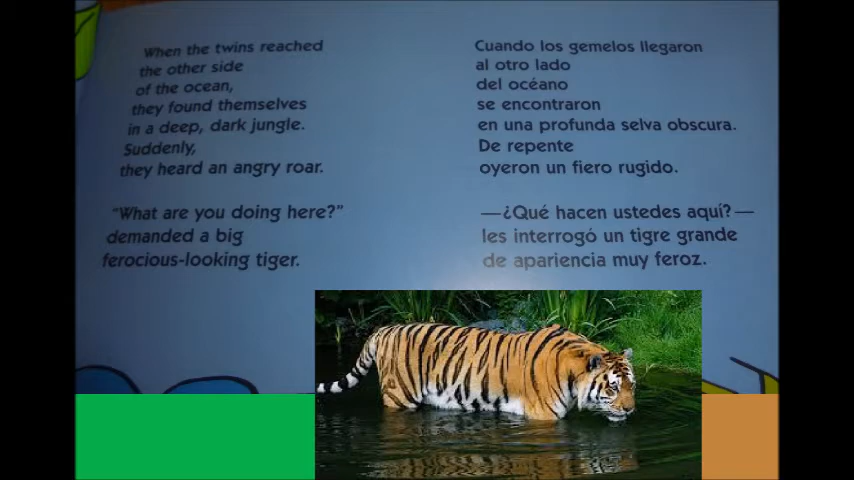 When the twins reached
the other side
of the ocean,
they found themselves
in a deep, dark jungle.
Suddenly,
they heard an angry roar.
“What are you doing here?”
demanded a big
ferocious-looking tiger.
Cuando los gemelos llegaron
al otro lado
del océano
se encontraron
en una profunda selva obscura.
De repente
oyeron un fiero rugido.
—¿Qué hacen ustedes aquí?—
les interrogó un tigre grande
de apariencia muy feroz.